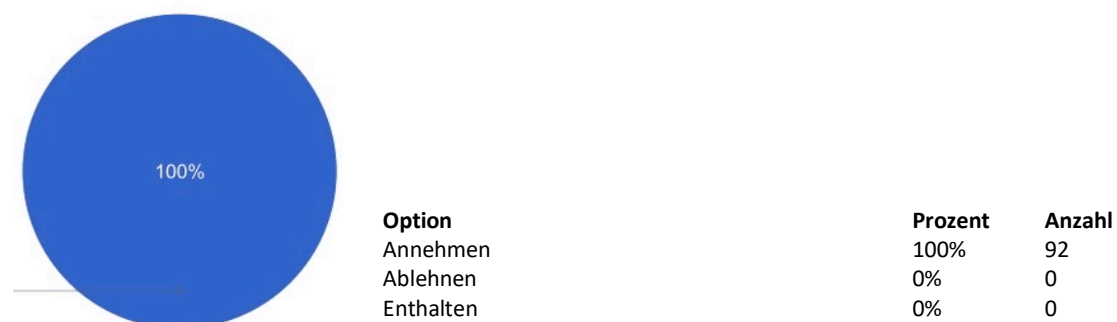 100%
Option Prozent Anzahl
Annehmen 100% 92
Ablehnen 0% 0
Enthalten 0% 0